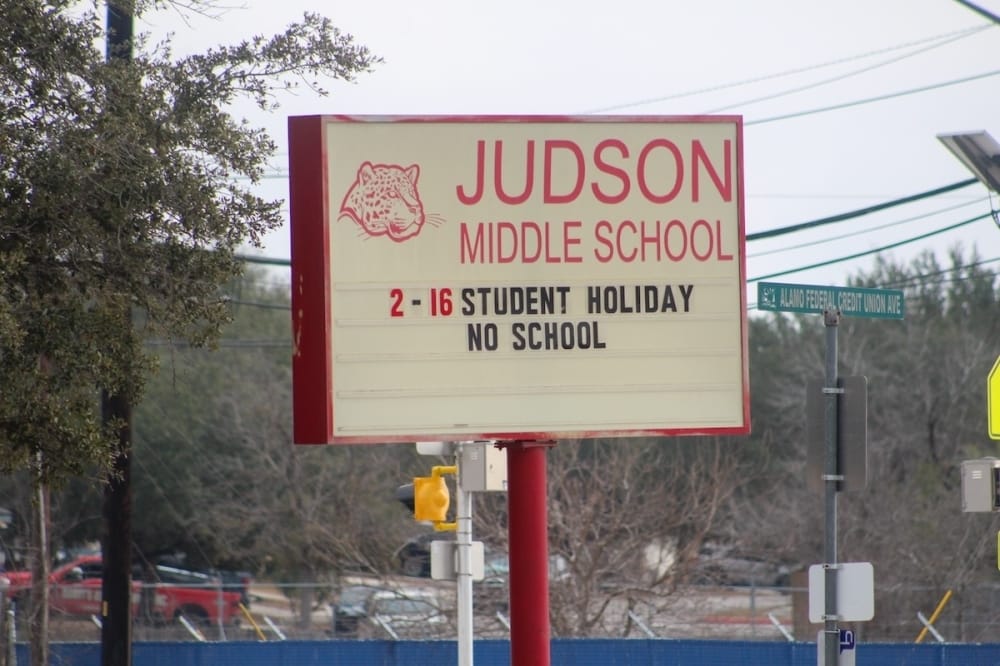 JUDSON
MIDDLE SCHOOL
2 - 16 STUDENT HOLIDAY
NO SCHOOL
ALAMO FEDERAL CREDIT UNION AVE